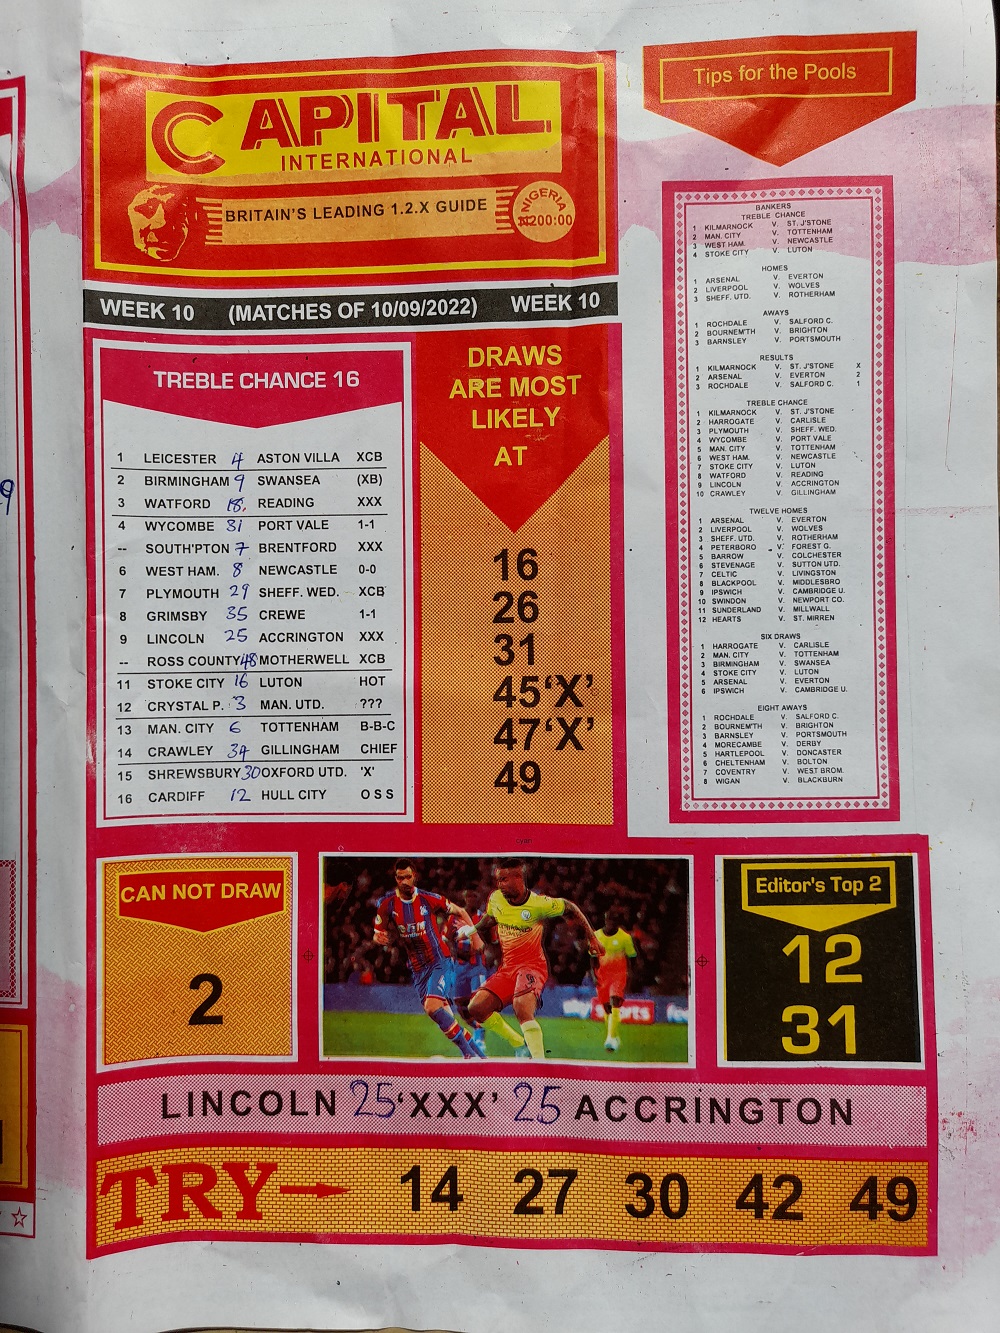 CAPITAL
INTERNATIONAL
BRITAIN'S LEADING 1.2.X GUIDE
NIGERIA
₦200:00
WEEK 10 (MATCHES OF 10/09/2022) WEEK 10
TREBLE CHANCE 16
1 LEICESTER 4 ASTON VILLA XCB
2 BIRMINGHAM 9 SWANSEA (XB)
3 WATFORD 18. READING XXX
4 WYCOMBE 31 PORT VALE 1-1
-- SOUTH'PTON 7 BRENTFORD XXX
6 WEST HAM. 8 NEWCASTLE 0-0
7 PLYMOUTH 29 SHEFF. WED. XCB
8 GRIMSBY 35 CREWE 1-1
9 LINCOLN 25 ACCRINGTON XXX
-- ROSS COUNTY 48 MOTHERWELL XCB
11 STOKE CITY 16 LUTON HOT
12 CRYSTAL P. 3 MAN. UTD. ???
13 MAN. CITY 6 TOTTENHAM B-B-C
14 CRAWLEY 34 GILLINGHAM CHIEF
15 SHREWSBURY 30 OXFORD UTD. 'X'
16 CARDIFF 12 HULL CITY O S S
DRAWS
ARE MOST
LIKELY
AT
16
26
31
45'X'
47'X'
49
Tips for the Pools
BANKERS
TREBLE CHANCE
1 KILMARNOCK V. ST. J'STONE
2 MAN. CITY V. TOTTENHAM
3 WEST HAM. V. NEWCASTLE
4 STOKE CITY V. LUTON
HOMES
1 ARSENAL V. EVERTON
2 LIVERPOOL V. WOLVES
3 SHEFF. UTD. V. ROTHERHAM
AWAYS
1 ROCHDALE V. SALFORD C.
2 BOURNEM'TH V. BRIGHTON
3 BARNSLEY V. PORTSMOUTH
RESULTS
1 KILMARNOCK V. ST. J'STONE X
2 ARSENAL V. EVERTON 2
3 ROCHDALE V. SALFORD C. 1
TREBLE CHANCE
1 KILMARNOCK V. ST. J'STONE
2 HARROGATE V. CARLISLE
3 PLYMOUTH V. SHEFF. WED.
4 WYCOMBE V. PORT VALE
5 MAN. CITY V. TOTTENHAM
6 WEST HAM. V. NEWCASTLE
7 STOKE CITY V. LUTON
8 WATFORD V. READING
9 LINCOLN V. ACCRINGTON
10 CRAWLEY V. GILLINGHAM
TWELVE HOMES
1 ARSENAL V. EVERTON
2 LIVERPOOL V. WOLVES
3 SHEFF. UTD. V. ROTHERHAM
4 PETERBORO V. FOREST G.
5 BARROW V. COLCHESTER
6 STEVENAGE V. SUTTON UTD.
7 CELTIC V. LIVINGSTON
8 BLACKPOOL V. MIDDLESBRO
9 IPSWICH V. CAMBRIDGE U.
10 SWINDON V. NEWPORT CO.
11 SUNDERLAND V. MILLWALL
12 HEARTS V. ST. MIRREN
SIX DRAWS
1 HARROGATE V. CARLISLE
2 MAN. CITY V. TOTTENHAM
3 BIRMINGHAM V. SWANSEA
4 STOKE CITY V. LUTON
5 ARSENAL V. EVERTON
6 IPSWICH V. CAMBRIDGE U.
EIGHT AWAYS
1 ROCHDALE V. SALFORD C.
2 BOURNEM'TH V. BRIGHTON
3 BARNSLEY V. PORTSMOUTH
4 MORECAMBE V. DERBY
5 HARTLEPOOL V. DONCASTER
6 CHELTENHAM V. BOLTON
7 COVENTRY V. WEST BROM.
8 WIGAN V. BLACKBURN
CAN NOT DRAW
2
sky sports
Editor's Top 2
12
31
LINCOLN 25 'XXX' 25 ACCRINGTON
TRY 14 27 30 42 49